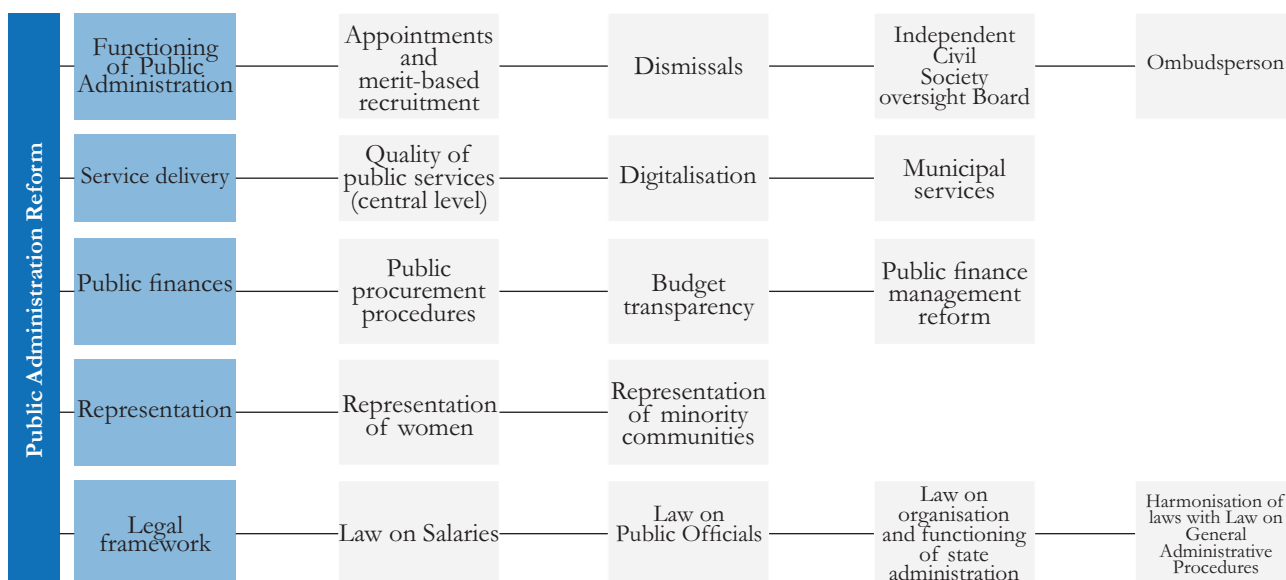 Public Administration Reform
Functioning
of Public
Administration
Appointments
and
merit-based
recruitment
Dismissals
Independent
Civil
Society
oversight Board
Ombudsperson
Service delivery
Quality of
public services
(central level)
Digitalisation
Municipal
services
Public finances
Public
procurement
procedures
Budget
transparency
Public finance
management
reform
Representation
Representation
of women
Representation
of minority
communities
Legal
framework
Law on Salaries
Law on
Public Officials
Law on
organisation
and functioning
of state
administration
Harmonisation of
laws with Law on
General
Administrative
Procedures